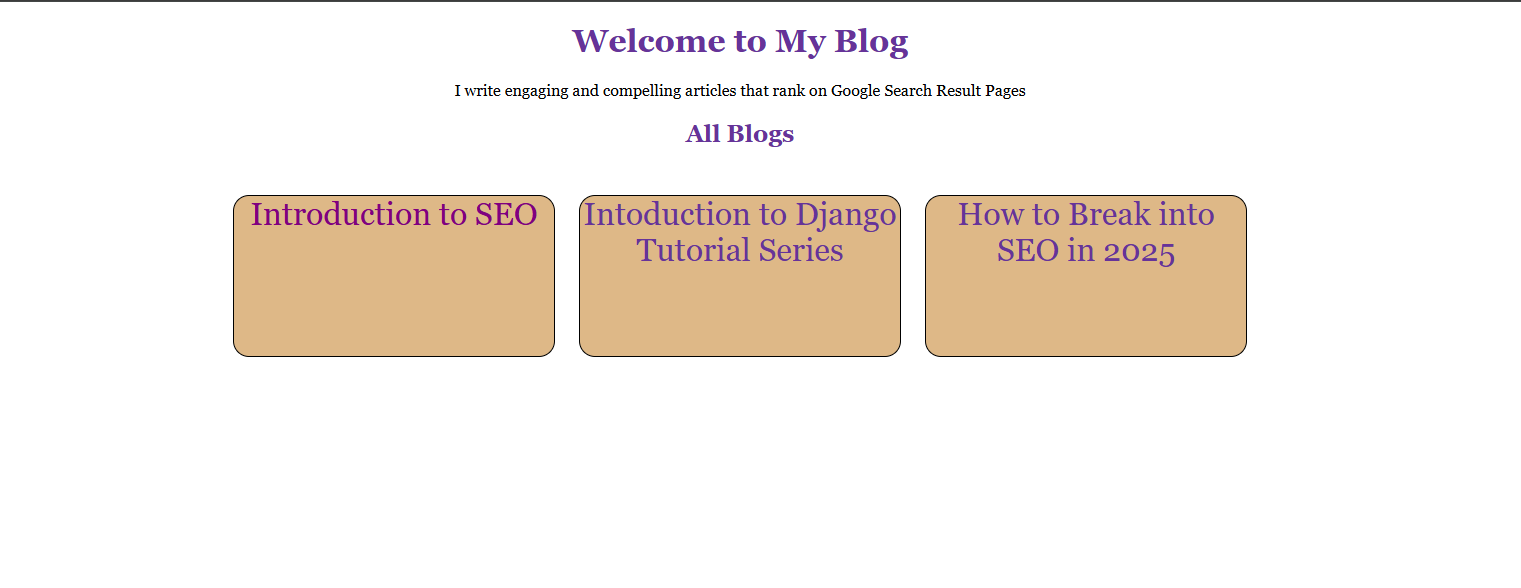 Welcome to My Blog
I write engaging and compelling articles that rank on Google Search Result Pages
All Blogs
Introduction to SEO
Intoduction to Django
Tutorial Series
How to Break into
SEO in 2025